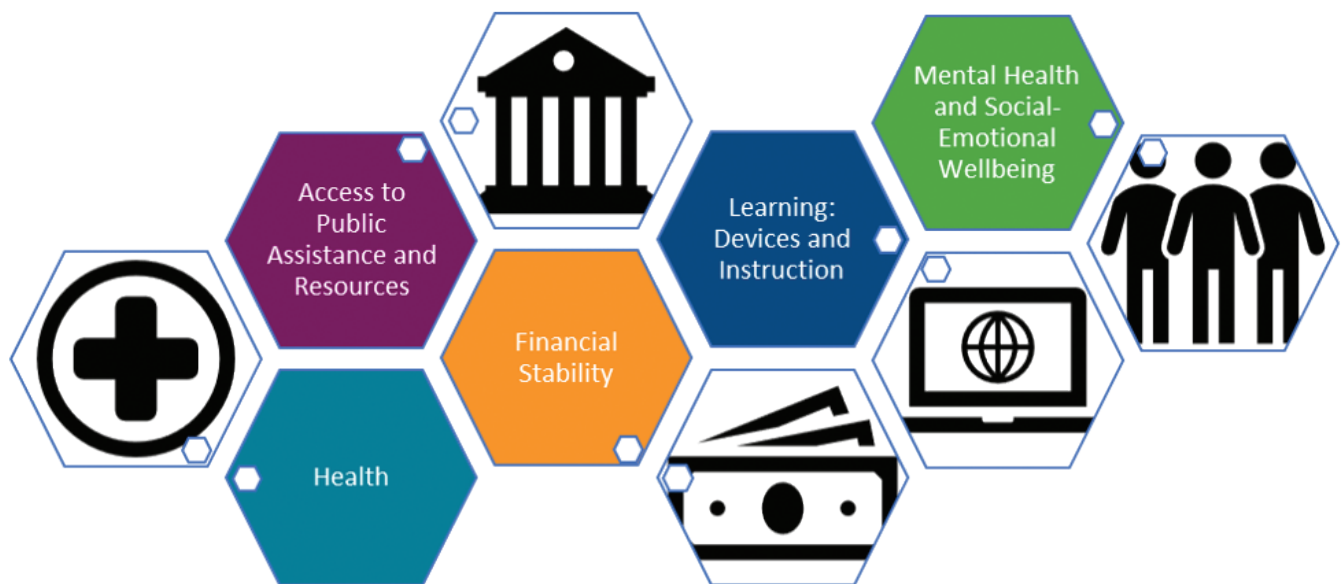 Access to
Public
Assistance and
Resources
Health
Financial
Stability
Learning:
Devices and
Instruction
Mental Health
and Social-
Emotional
Wellbeing